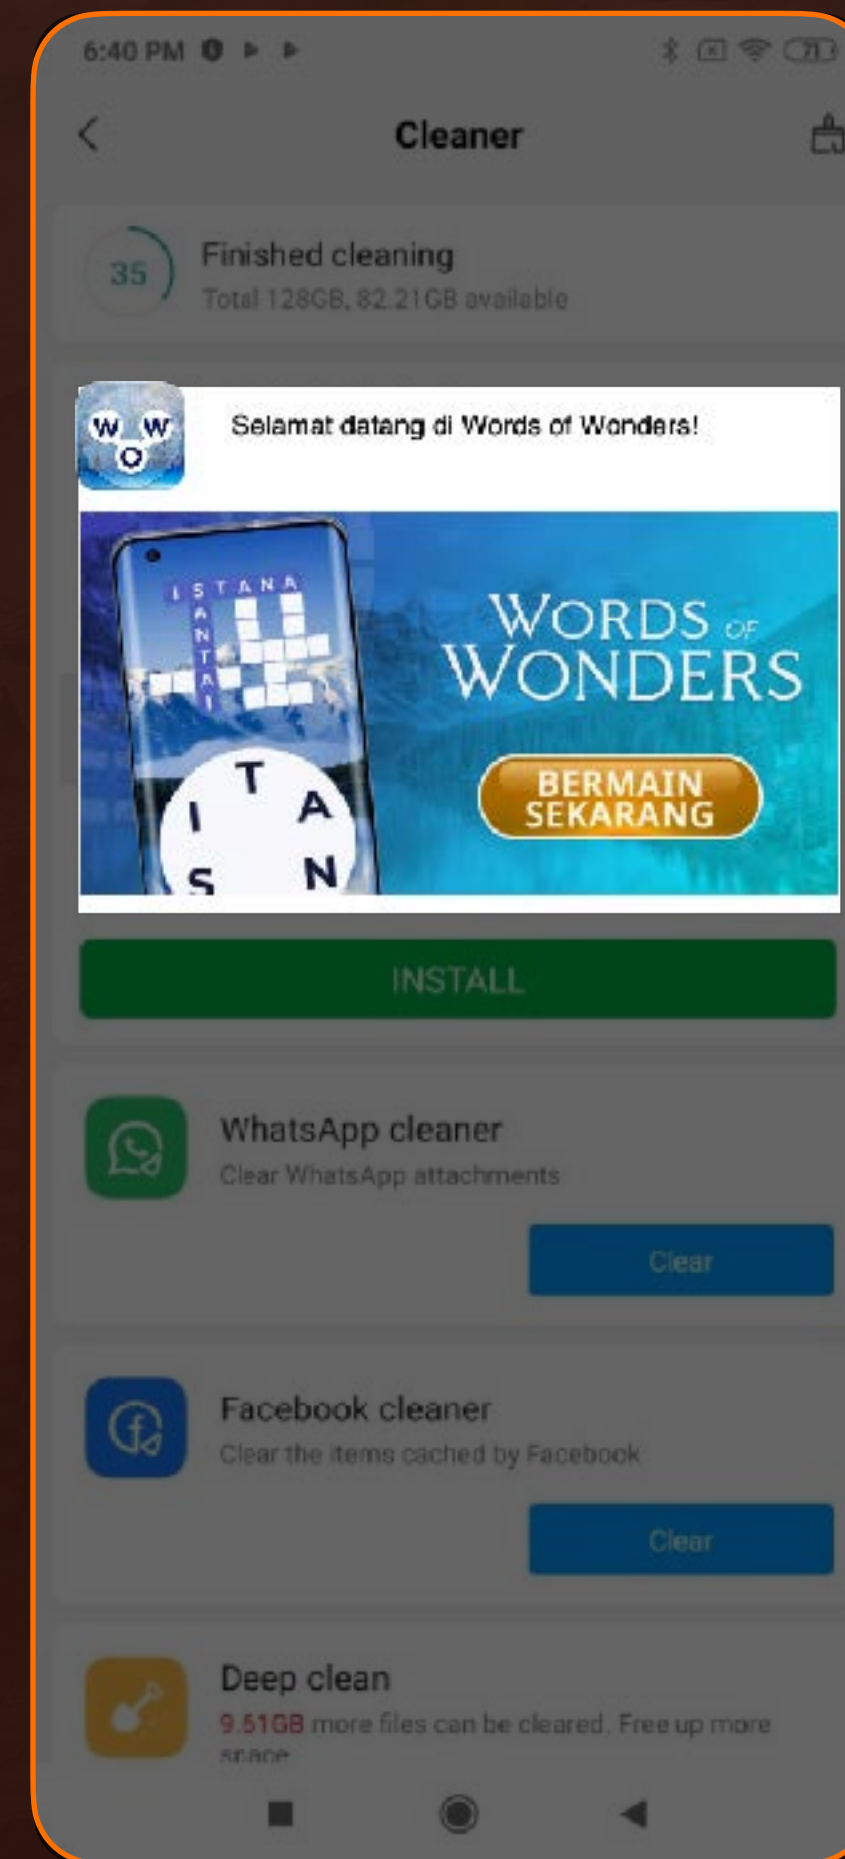 6:40 PM
71
Cleaner
35
Finished cleaning
Total 128GB, 82.21GB available
W W
O
Selamat datang di Words of Wonders!
ISTANA
SANTAI
WORDS OF
WONDERS
T
I A
S N
BERMAIN
SEKARANG
INSTALL
WhatsApp cleaner
Clear WhatsApp attachments
Clear
Facebook cleaner
Clear the items cached by Facebook
Clear
Deep clean
9.51GB more files can be cleared. Free up more
space